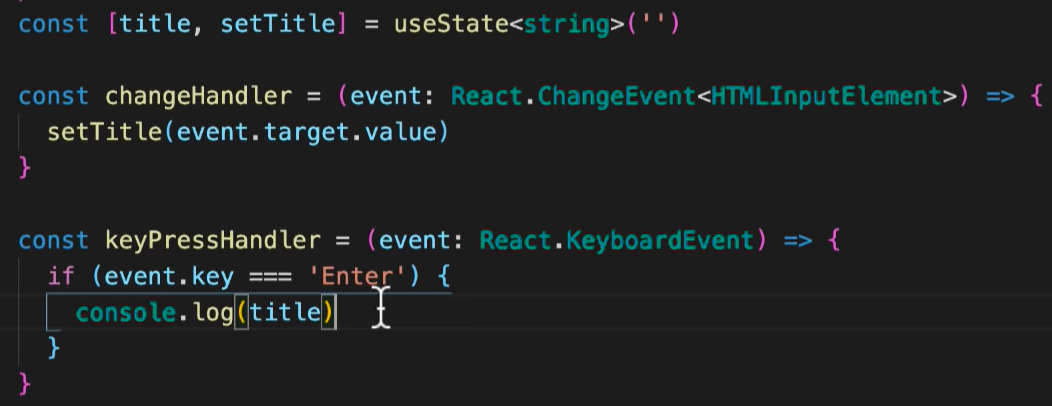 const [title, setTitle] = useState<string>('')
const changeHandler = (event: React.ChangeEvent<HTMLInputElement>) => {
setTitle(event.target.value)
}
const keyPressHandler = (event: React.KeyboardEvent) => {
if (event.key === 'Enter') {
console.log(title)
}
}